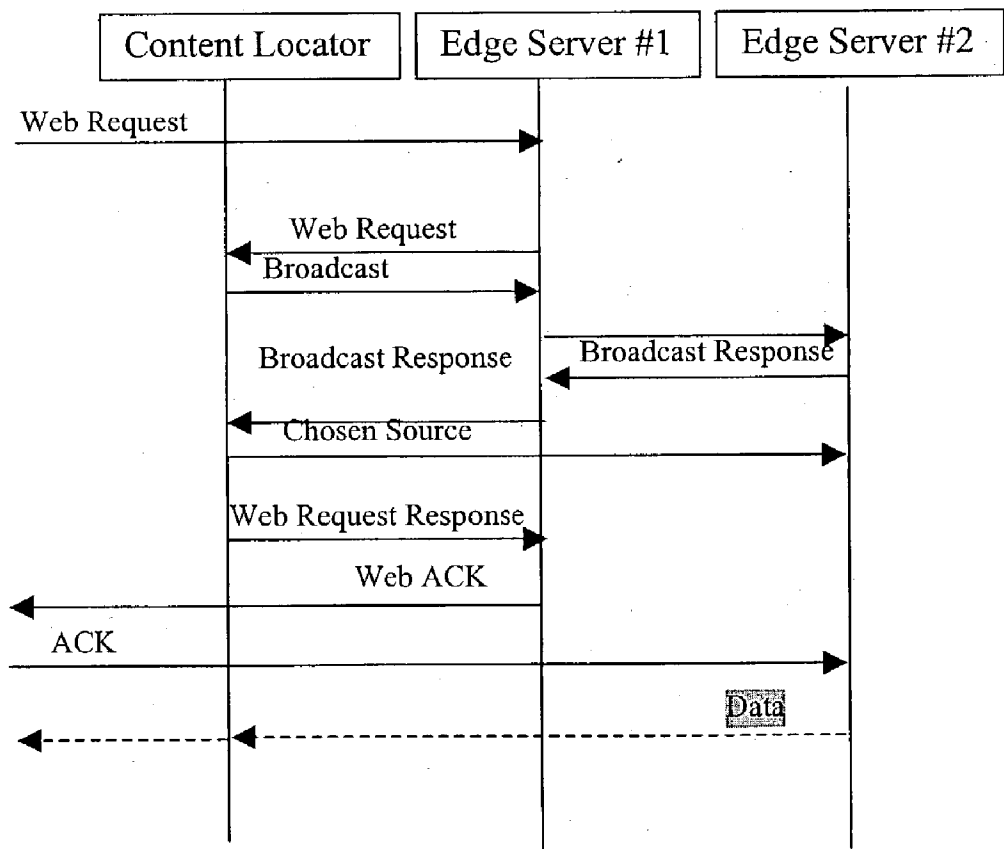 Content Locator
Edge Server #1
Edge Server #2
Web Request
Web Request
Broadcast
Broadcast Response
Broadcast Response
Chosen Source
Web Request Response
Web ACK
ACK
Data